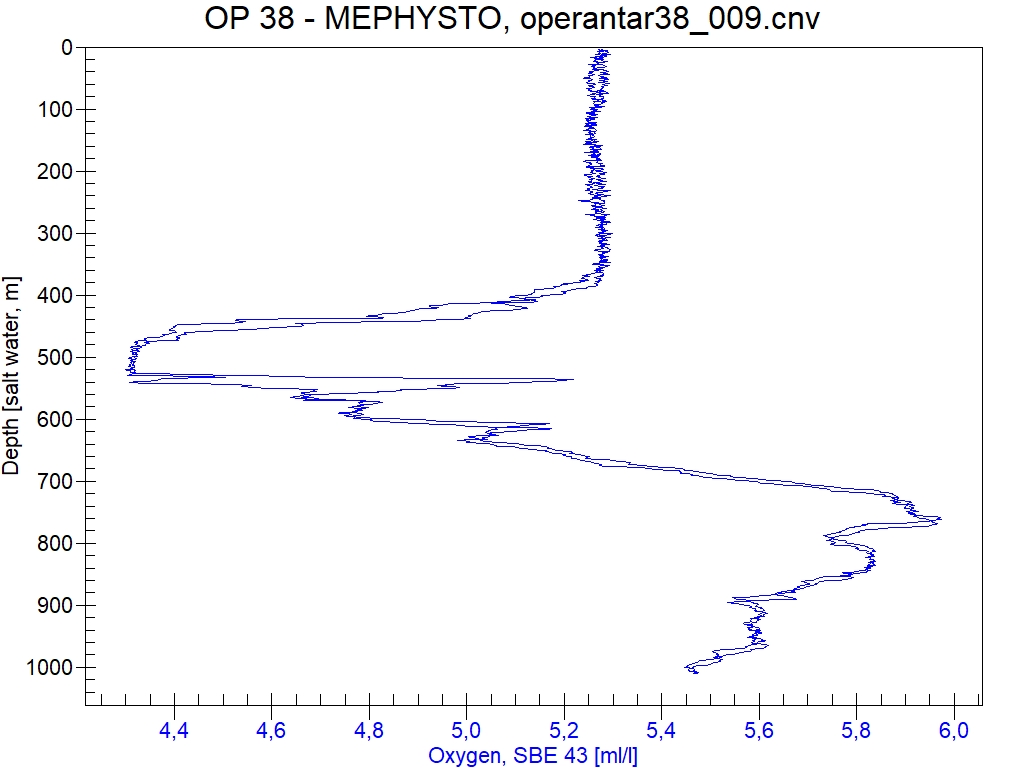 OP 38 - MEPHYSTO, operantar38_009.cnv
0
100
200
300
400
500
600
700
800
900
1000
Depth [salt water, m]
4,4 4,6 4,8 5,0 5,2 5,4 5,6 5,8 6,0
Oxygen, SBE 43 [ml/l]